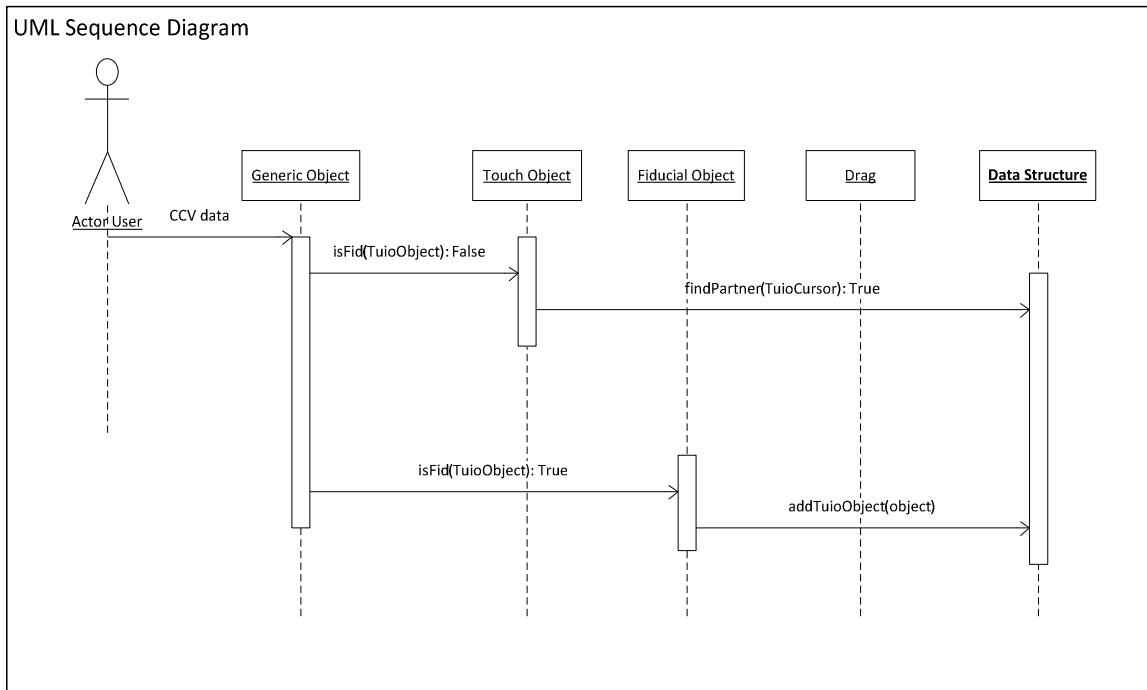 UML Sequence Diagram
Actor User
Generic Object
Touch Object
Fiducial Object
Drag
Data Structure
CCV data
isFid(TuioObject): False
findPartner(TuioCursor): True
isFid(TuioObject): True
addTuioObject(object)